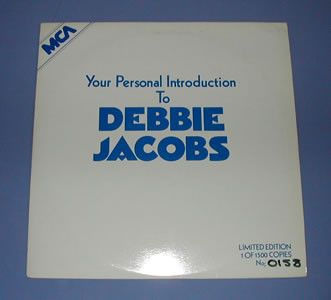 MCA
Your Personal Introduction
To
DEBBIE
JACOBS
LIMITED EDITION
1 OF 1500 COPIES
No. 0158